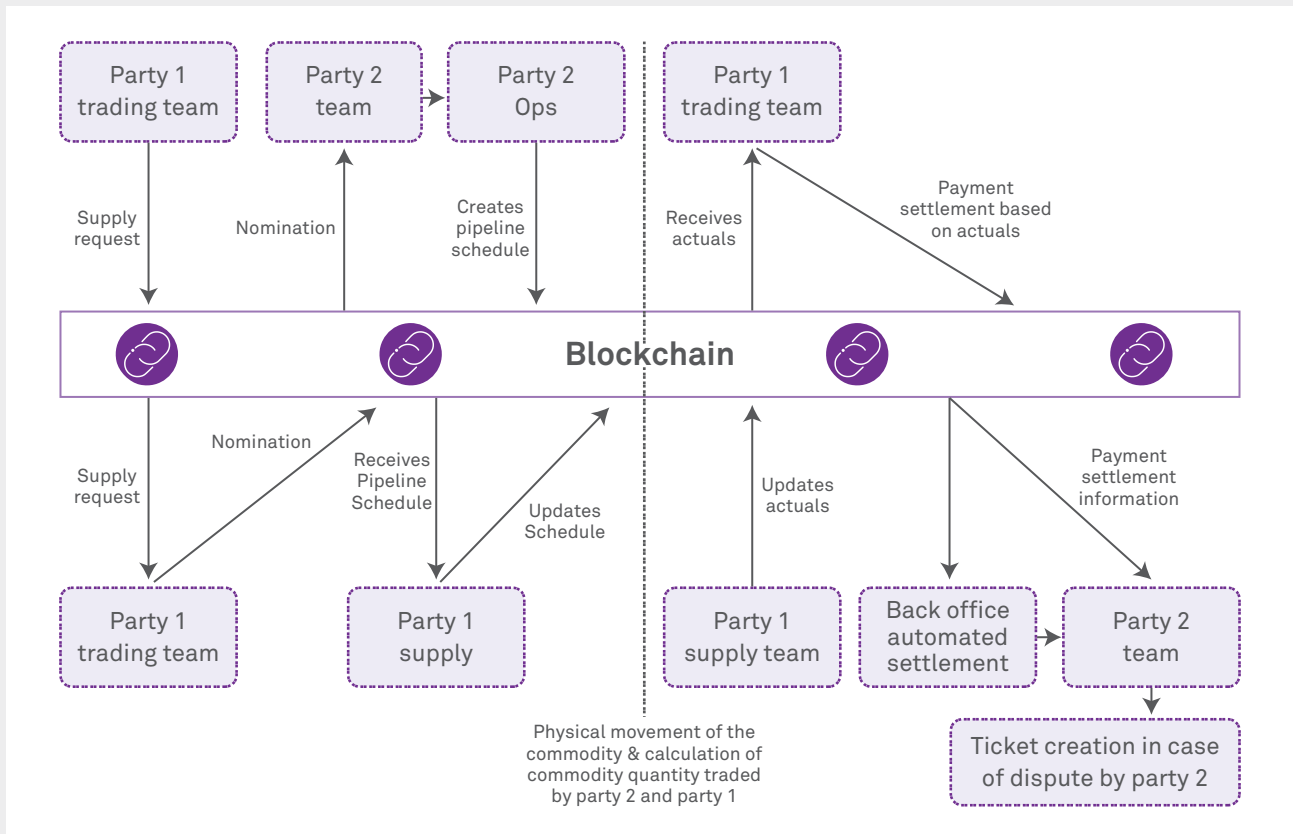 Party 1
trading team
Party 2
team
Party 2
Ops
Party 1
trading team
Supply
request
Nomination
Creates
pipeline
schedule
Receives
actuals
Payment
settlement based
on actuals
Blockchain
Supply
request
Nomination
Receives
Pipeline
Schedule
Updates
Schedule
Updates
actuals
Payment
settlement
information
Party 1
trading team
Party 1
supply
Party 1
supply team
Back office
automated
settlement
Party 2
team
Physical movement of the
commodity & calculation of
commodity quantity traded
by party 2 and party 1
Ticket creation in case
of dispute by party 2